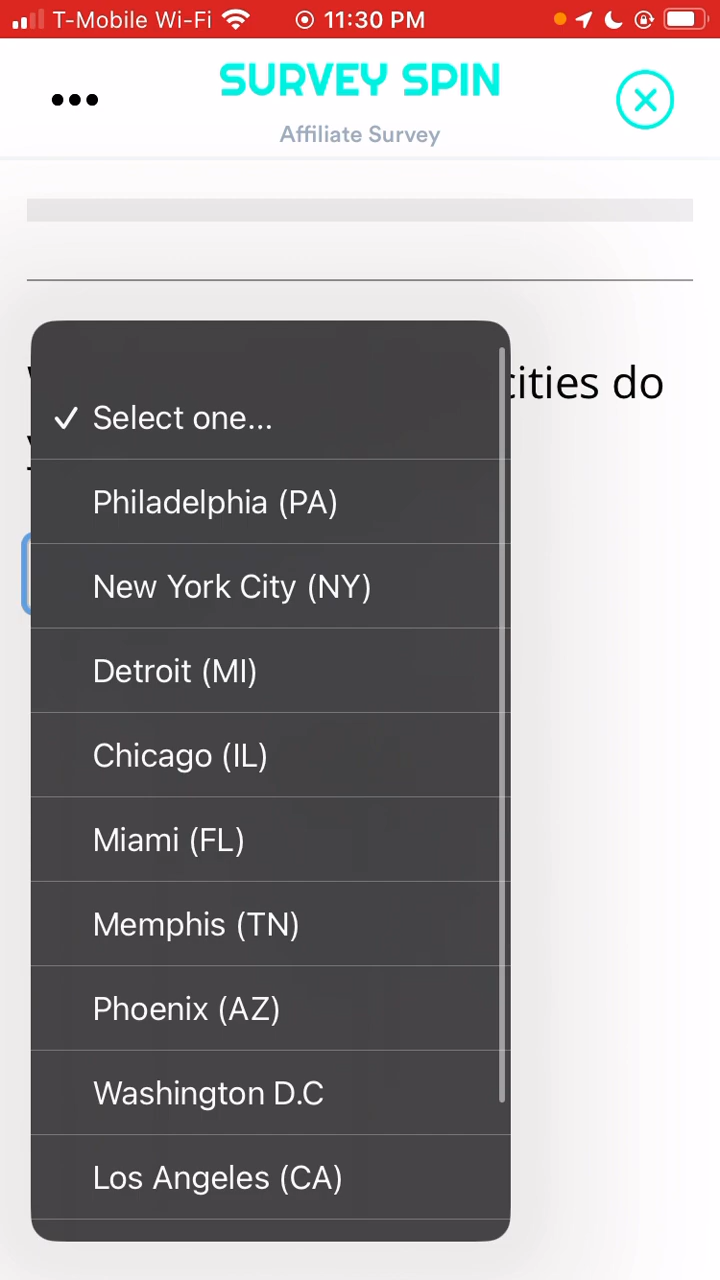 T-Mobile Wi-Fi 11:30 PM
SURVEY SPIN
Affiliate Survey
cities do
Select one...
Philadelphia (PA)
New York City (NY)
Detroit (MI)
Chicago (IL)
Miami (FL)
Memphis (TN)
Phoenix (AZ)
Washington D.C
Los Angeles (CA)